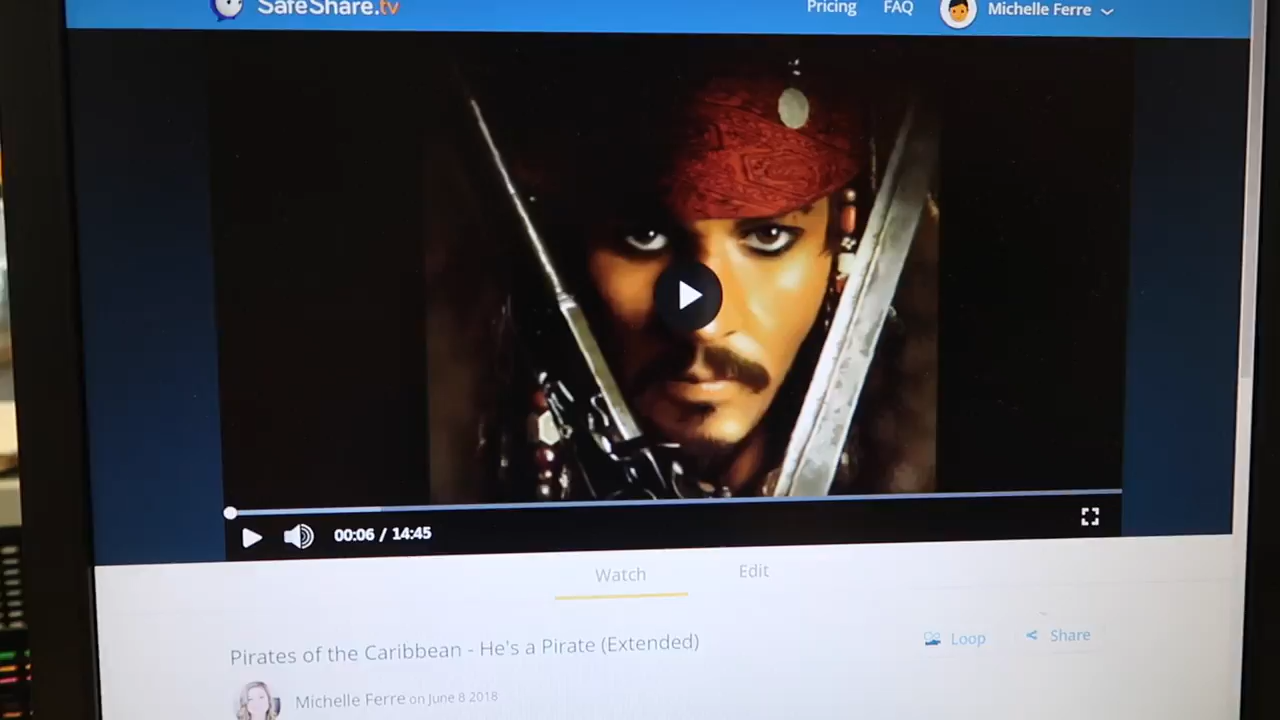 SafeShare.tv
Pricing FAQ Michelle Ferre
00:06 / 14:45
Watch Edit
Pirates of the Caribbean - He's a Pirate (Extended)
Loop Share
Michelle Ferre on June 8 2018